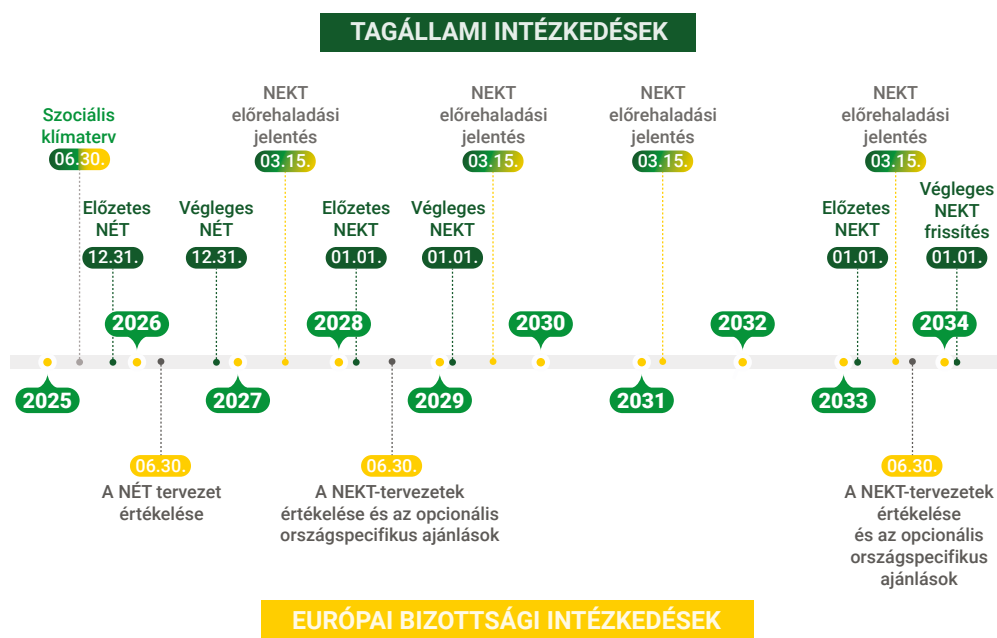 TAGÁLLAMI INTÉZKEDÉSEK
Szociális
klímaterv
06.30.
NEKT
előrehaladási
jelentés
03.15.
NEKT
előrehaladási
jelentés
03.15.
NEKT
előrehaladási
jelentés
03.15.
NEKT
előrehaladási
jelentés
03.15.
Előzetes
NÉT
12.31.
Végleges
NÉT
12.31.
Előzetes
NEKT
01.01.
Végleges
NEKT
01.01.
Előzetes
NEKT
01.01.
Végleges
NEKT
frissítés
01.01.
2026
2028
2030
2032
2034
2025
2027
2029
2031
2033
06.30.
A NÉT tervezet
értékelése
06.30.
A NEKT-tervezetek
értékelése és az opcionális
országspecifikus ajánlások
06.30.
A NEKT-tervezetek
értékelése
és az opcionális
országspecifikus
ajánlások
EURÓPAI BIZOTTSÁGI INTÉZKEDÉSEK